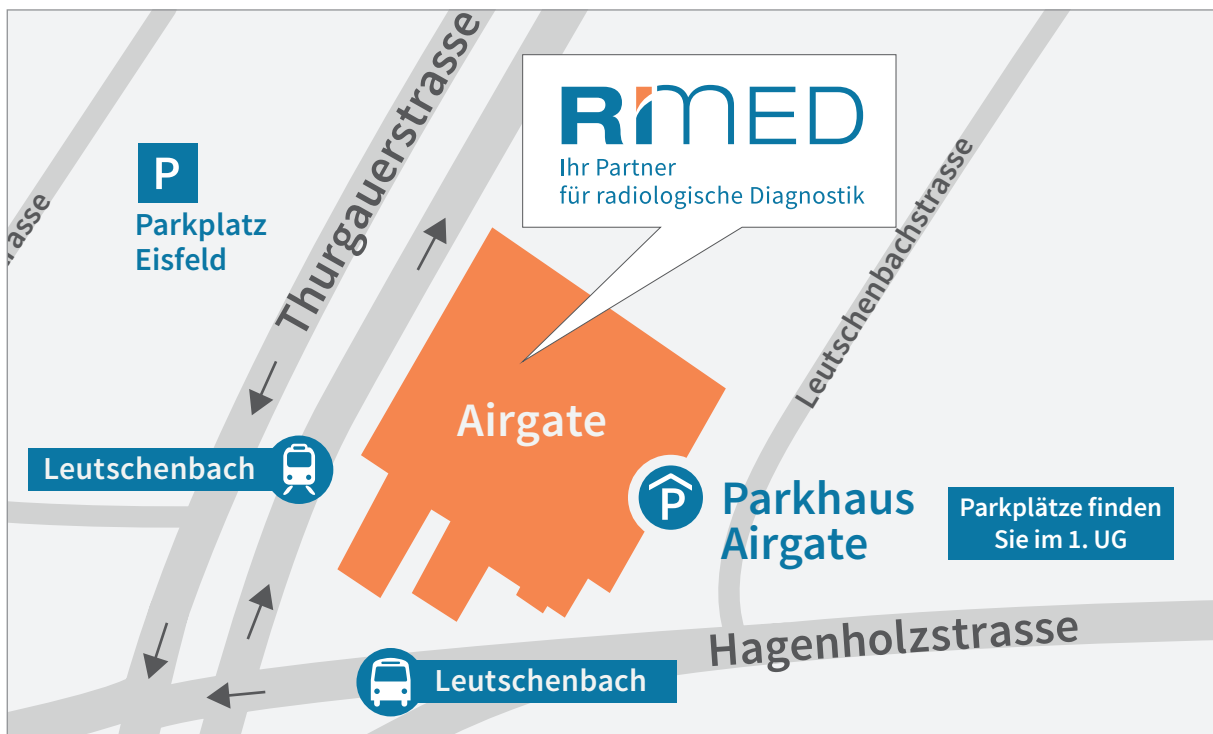 RIMED
Ihr Partner
für radiologische Diagnostik
Thurgauerstrasse
P
Parkplatz
Eisfeld
Leutschenbachstrasse
Airgate
Leutschenbach
P
Parkhaus
Airgate
Parkplätze finden
Sie im 1. UG
Hagenholzstrasse
Leutschenbach